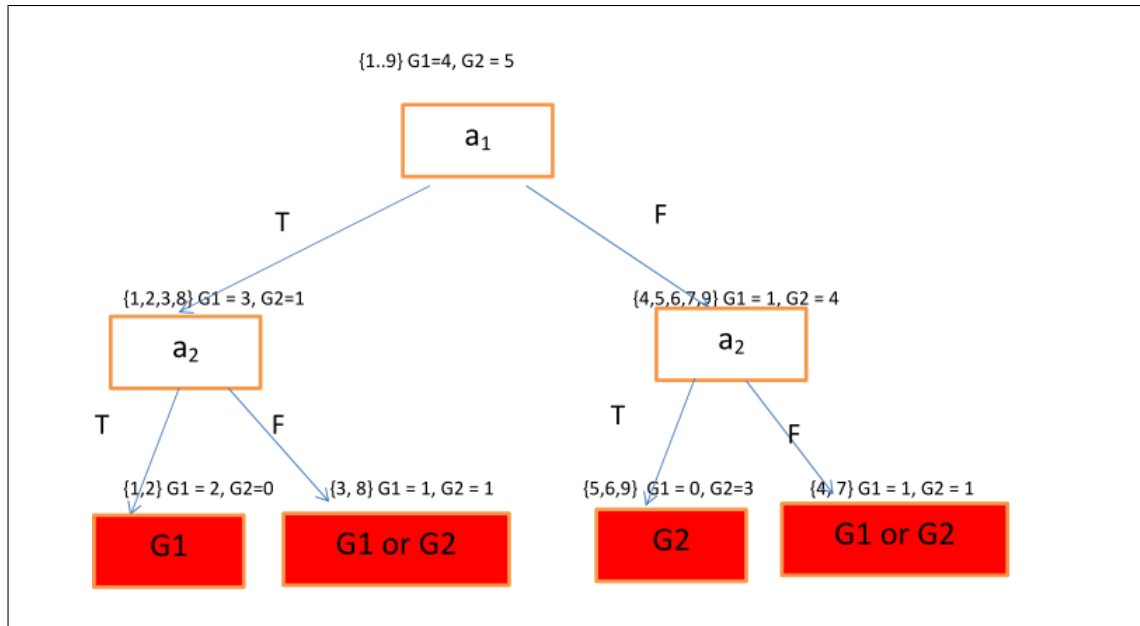 {1..9} G1=4, G2 = 5
a₁
T
F
{1,2,3,8} G1 = 3, G2=1
{4,5,6,7,9} G1 = 1, G2 = 4
a₂
a₂
T
F
T
F
{1,2} G1 = 2, G2=0
{3, 8} G1 = 1, G2 = 1
{5,6,9} G1 = 0, G2=3
{4, 7} G1 = 1, G2 = 1
G1
G1 or G2
G2
G1 or G2